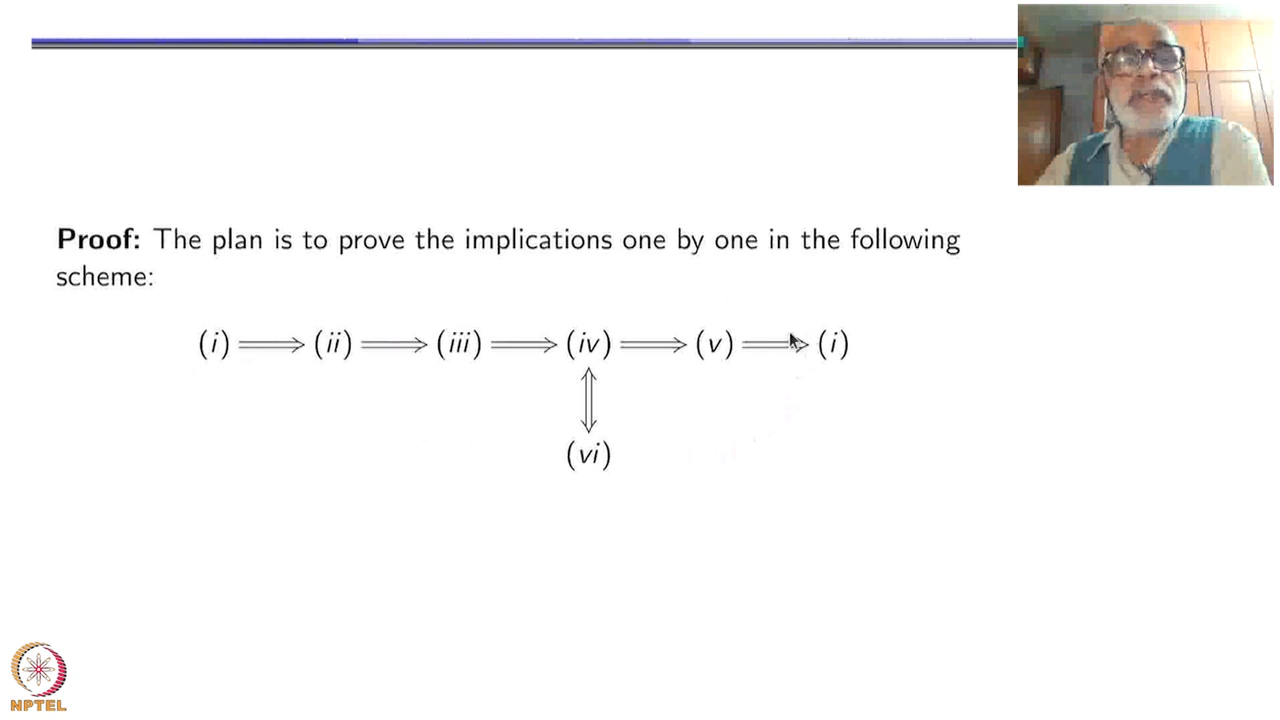 Proof: The plan is to prove the implications one by one in the following
scheme:
(i) ⟹ (ii) ⟹ (iii) ⟹ (iv) ⟹ (v) ⟹ (i)
⇕
(vi)
NPTEL